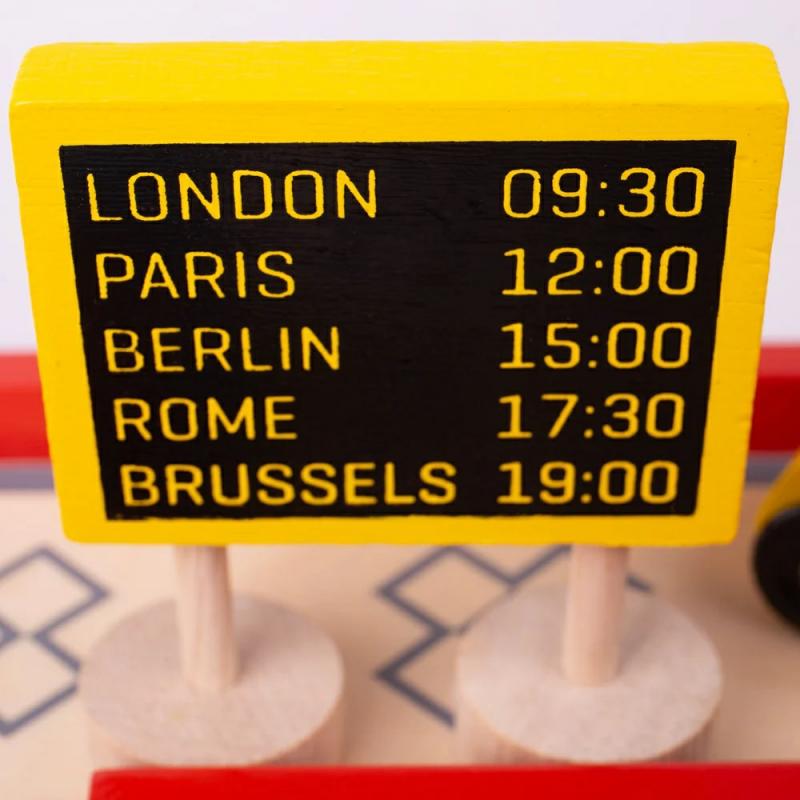 LONDON 09:30
PARIS 12:00
BERLIN 15:00
ROME 17:30
BRUSSELS 19:00